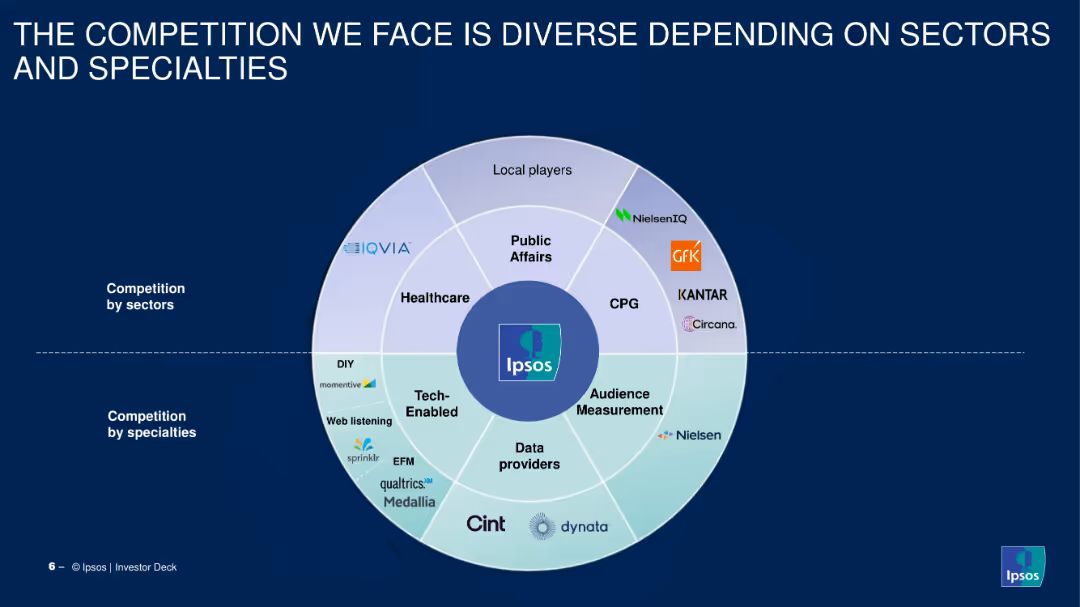 THE COMPETITION WE FACE IS DIVERSE DEPENDING ON SECTORS
AND SPECIALTIES
Local players
NielsenIQ
GfK
KANTAR
Circana.
IQVIA
Public
Affairs
Healthcare
CPG
Competition
by sectors
Ipsos
DIY
momentive
Web listening
sprinklr
EFM
qualtrics.XM
Medallia
Tech-
Enabled
Audience
Measurement
Nielsen
Data
providers
Cint
dynata
Competition
by specialties
6 – © Ipsos | Investor Deck
Ipsos